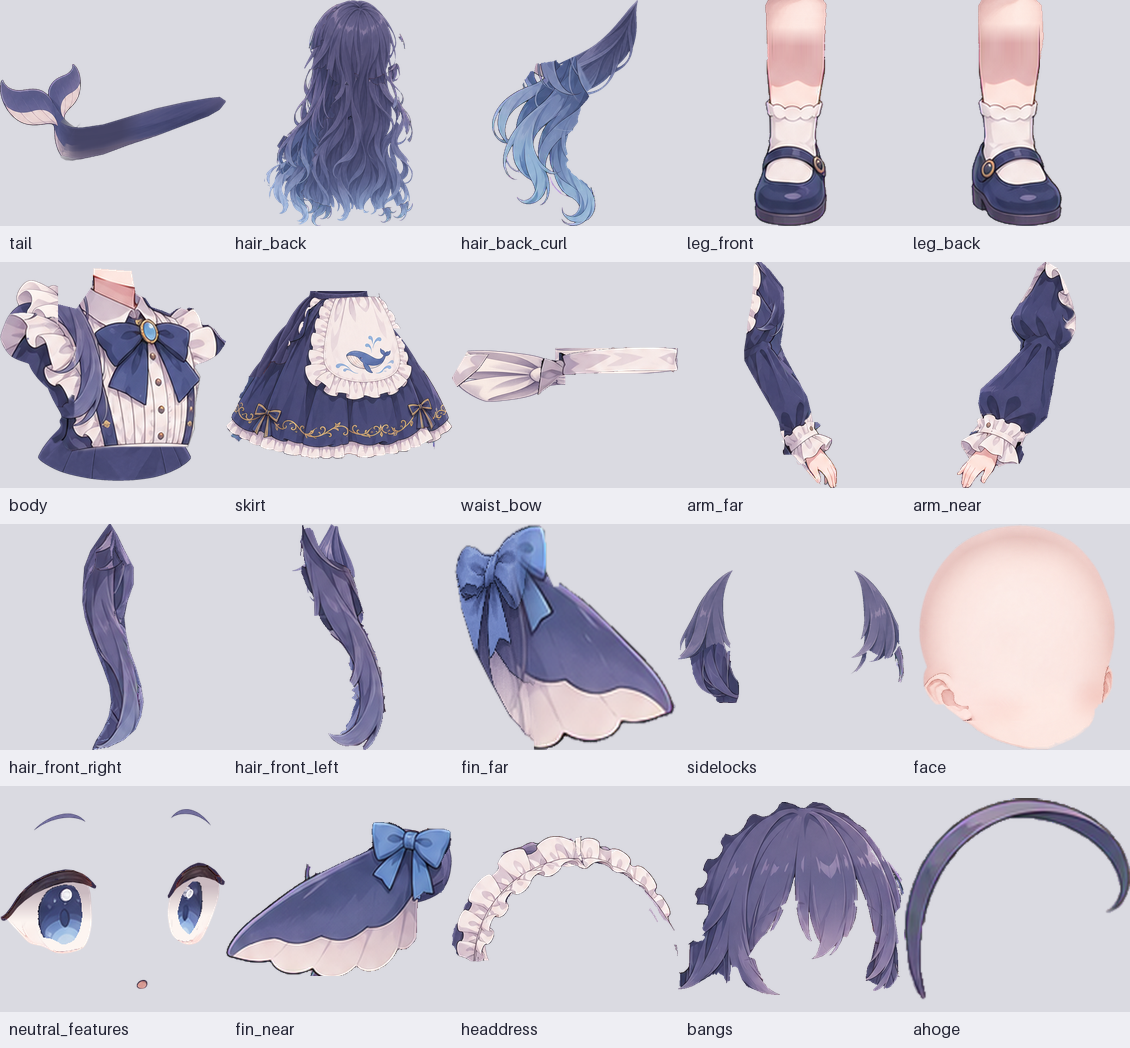 tail
hair_back
hair_back_curl
leg_front
leg_back
body
skirt
waist_bow
arm_far
arm_near
hair_front_right
hair_front_left
fin_far
sidelocks
face
neutral_features
fin_near
headdress
bangs
ahoge